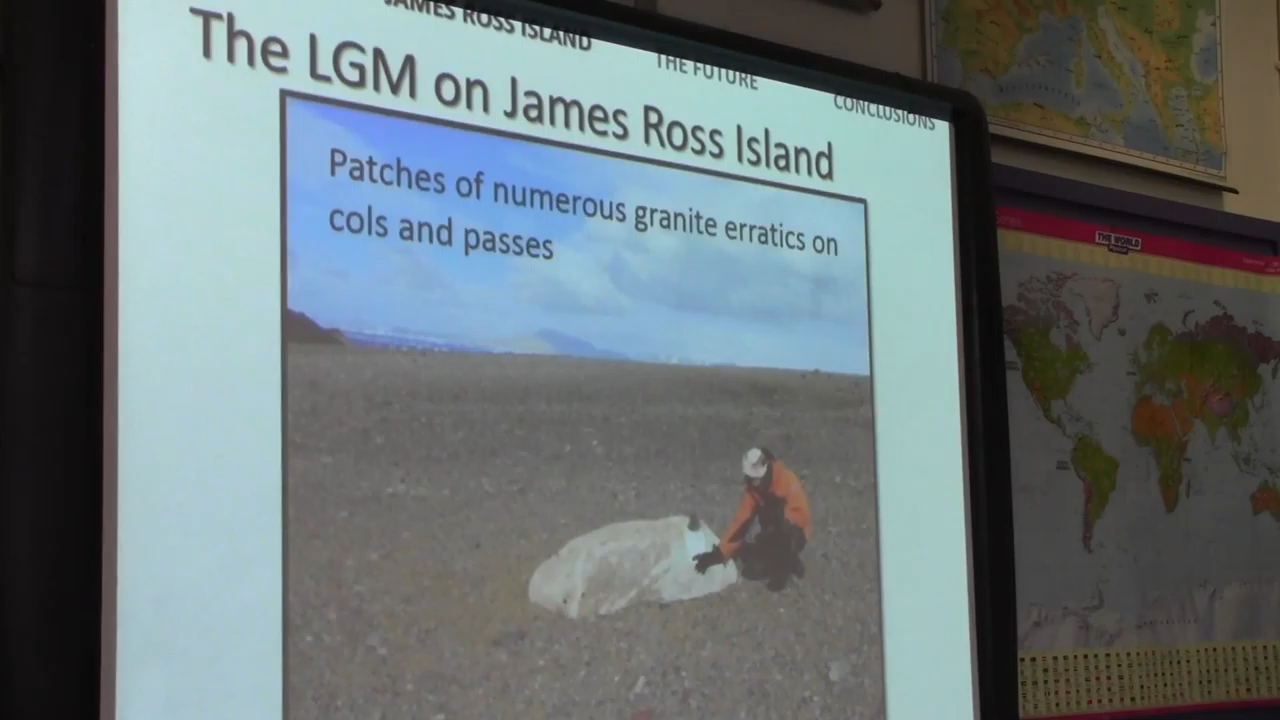 JAMES ROSS ISLAND
THE FUTURE
CONCLUSIONS
The LGM on James Ross Island
Patches of numerous granite erratics on
cols and passes
THE WORLD